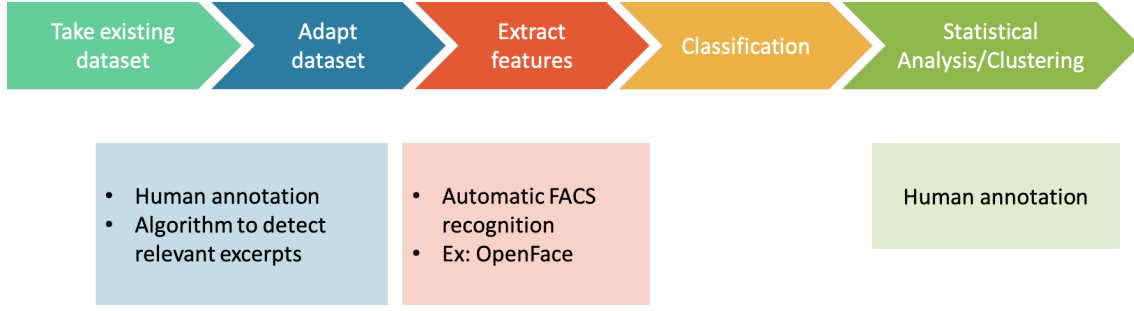 Take existing
dataset
Adapt
dataset
Extract
features
Classification
Statistical
Analysis/Clustering
• Human annotation
• Algorithm to detect
relevant excerpts
• Automatic FACS
recognition
• Ex: OpenFace
Human annotation